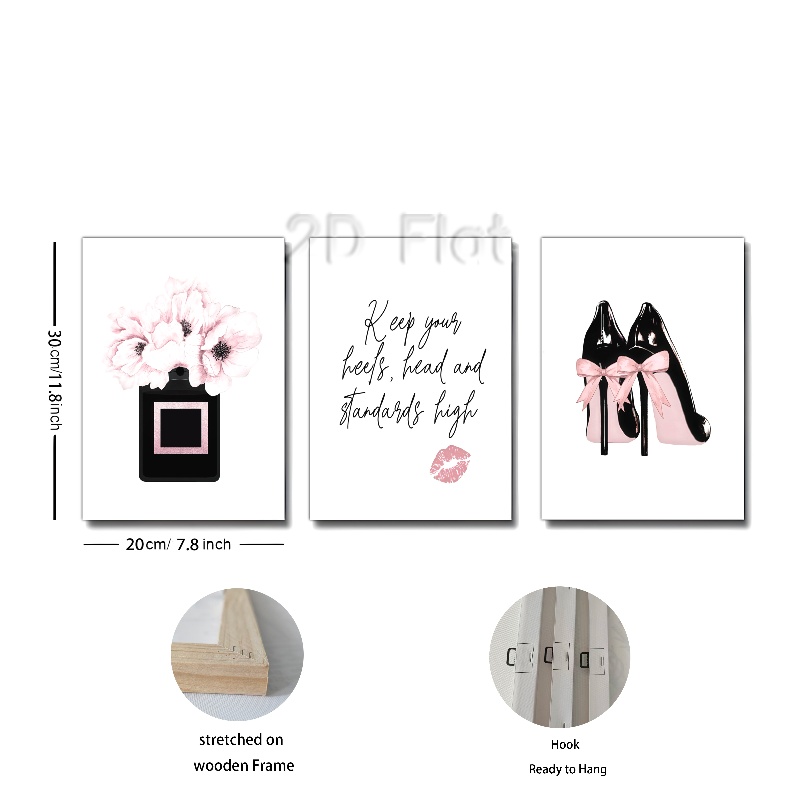 2D Flat
30cm/11.8inch
Keep your
heels, head and
standards high
20cm/ 7.8 inch
stretched on
wooden Frame
Hook
Ready to Hang